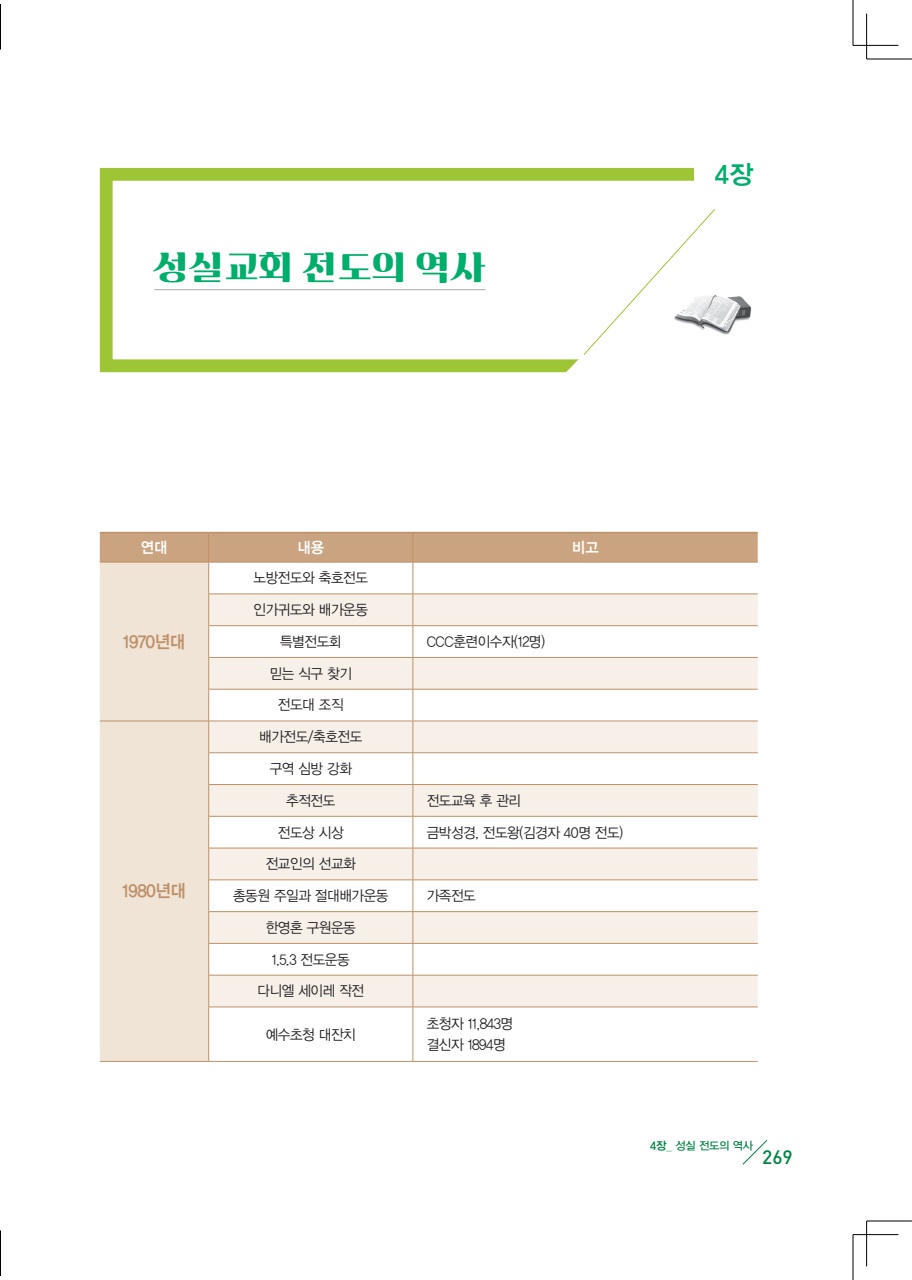 4장
성실교회 전도의 역사
연대 내용 비고
1970년대
노방전도와 축호전도
인가귀도와 배가운동
특별전도회 CCC훈련이수자(12명)
믿는 식구 찾기
전도대 조직
1980년대
배가전도/축호전도
구역 심방 강화
추적전도 전도교육 후 관리
전도상 시상 금박성경, 전도왕(김경자 40명 전도)
전교인의 선교화
총동원 주일과 절대배가운동 가족전도
한영혼 구원운동
1.5.3 전도운동
다니엘 세이레 작전
예수초청 대잔치 초청자 11,843명
결신자 1894명
4장_ 성실 전도의 역사
269